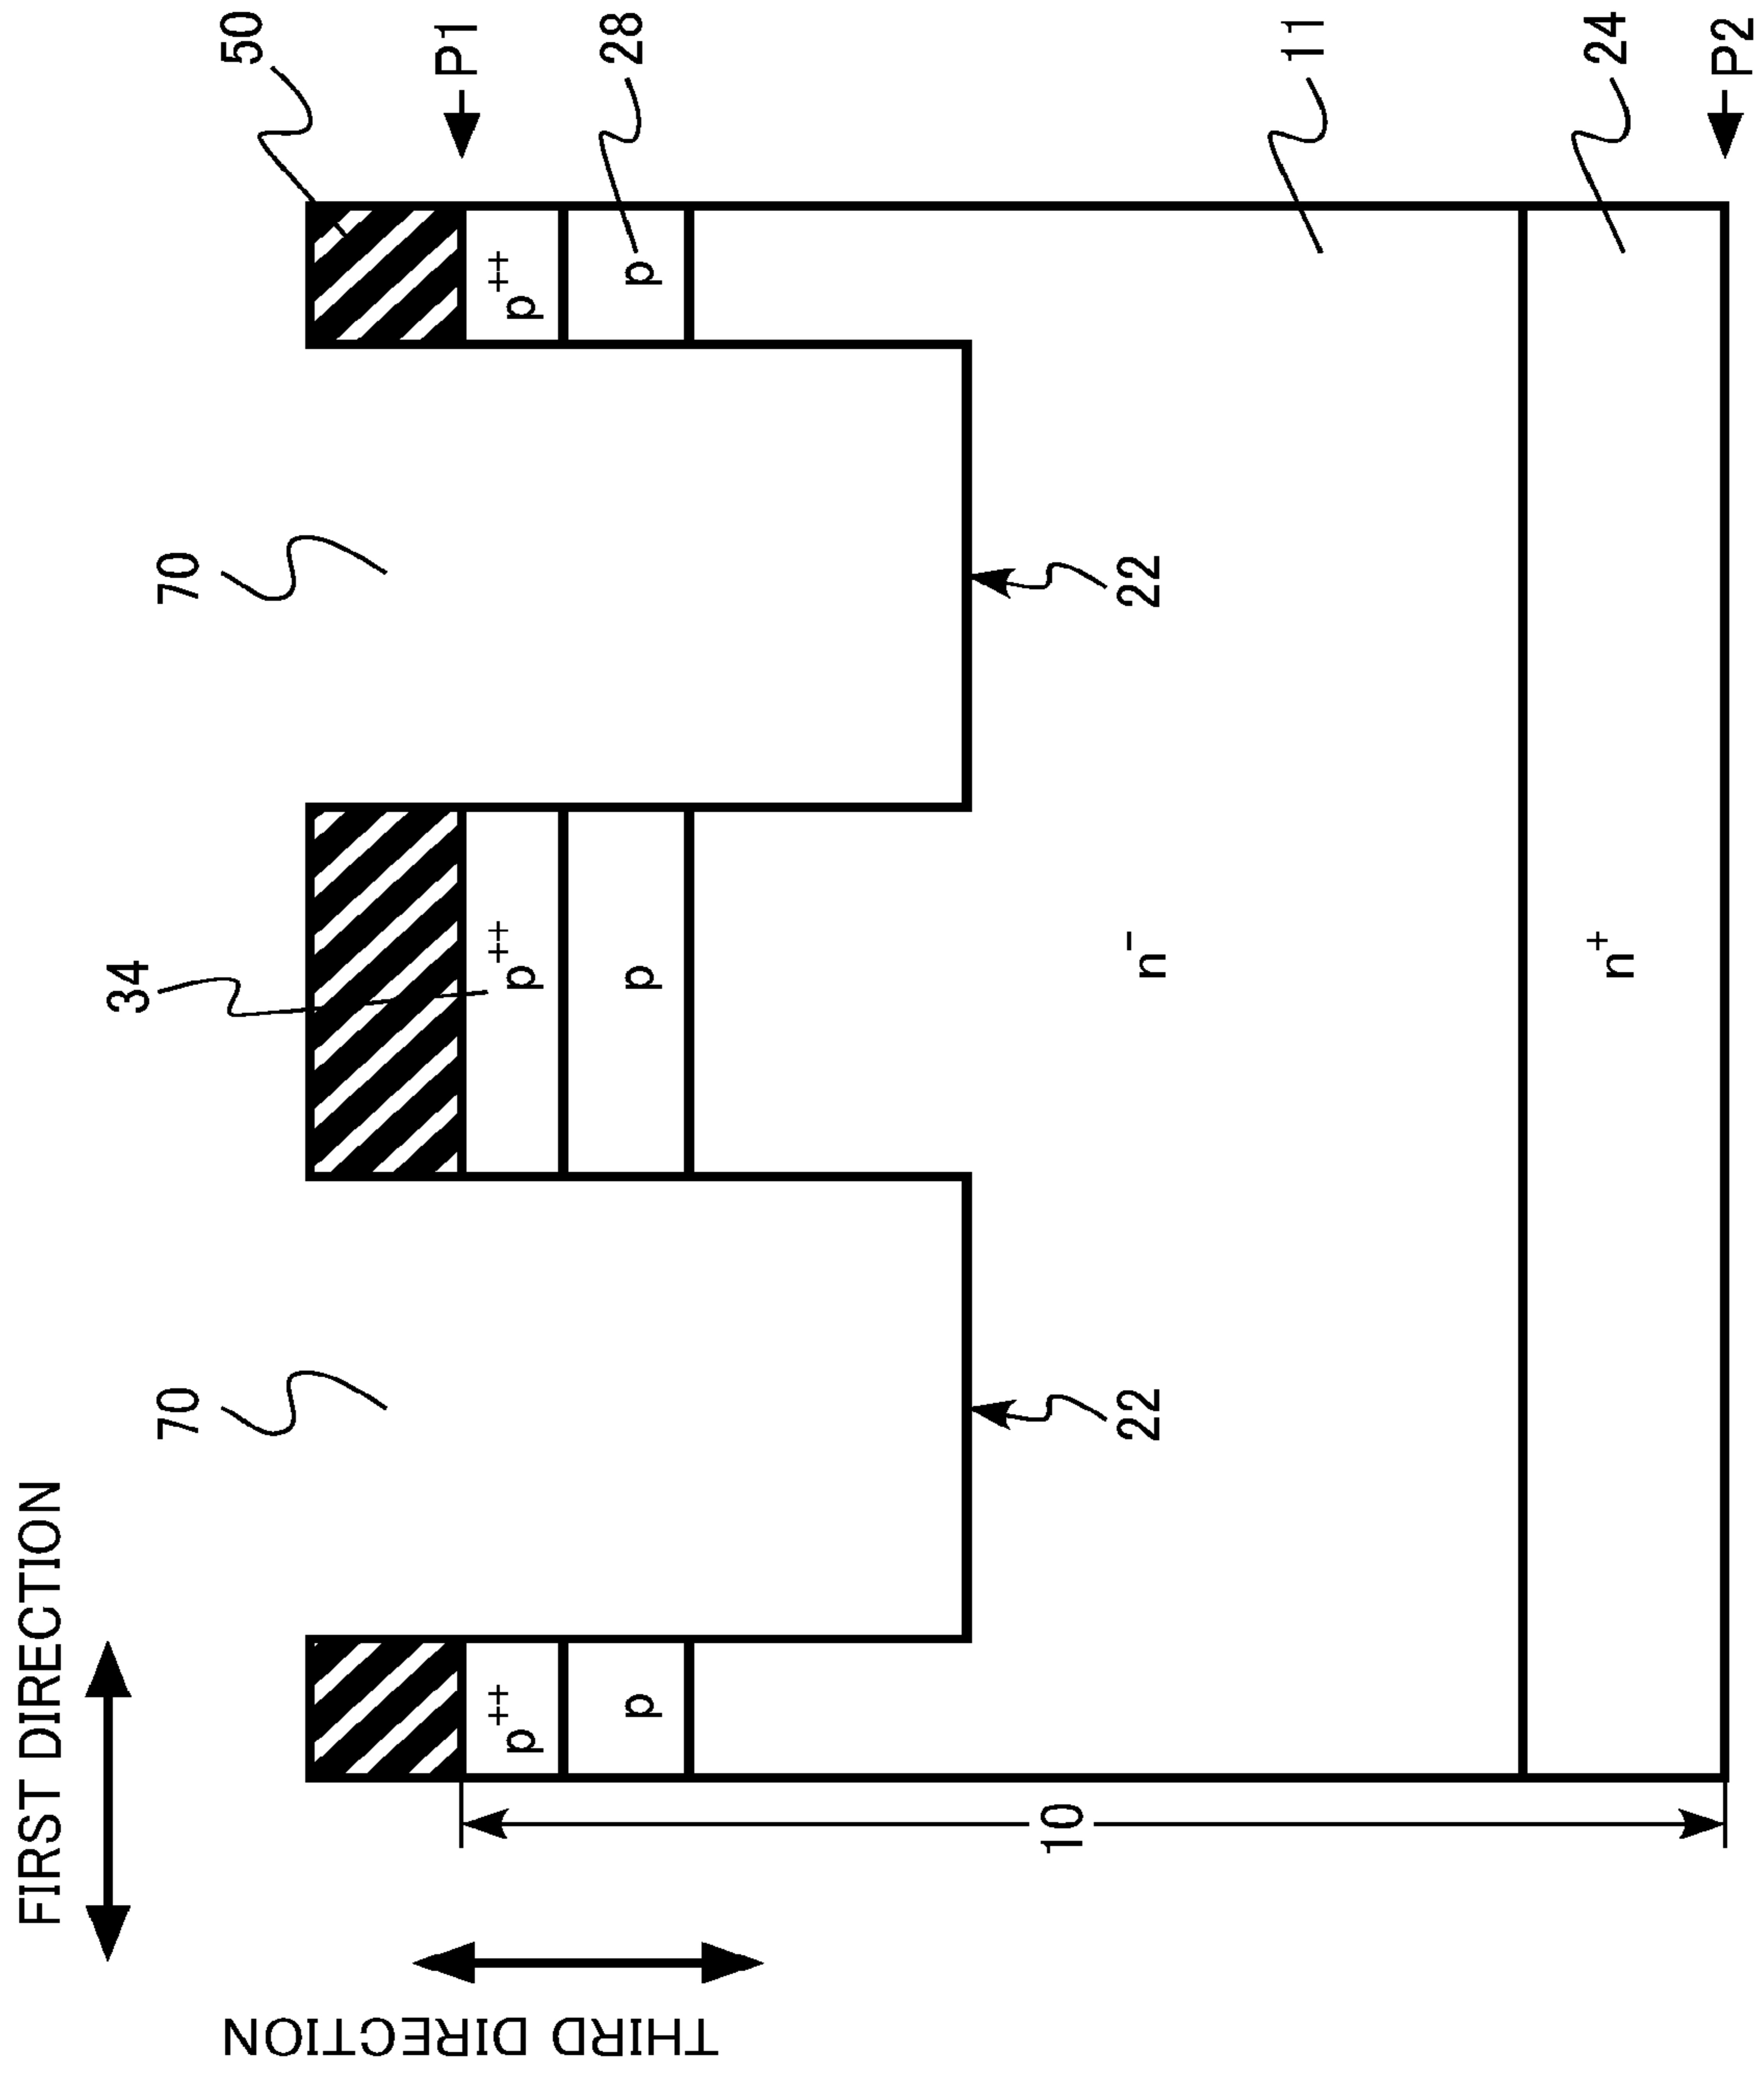 FIRST DIRECTION
34
70
70
50
THIRD DIRECTION
P1
p++
p++
p++
28
p
p
p
10
22
22
n-
11
24
n+
P2